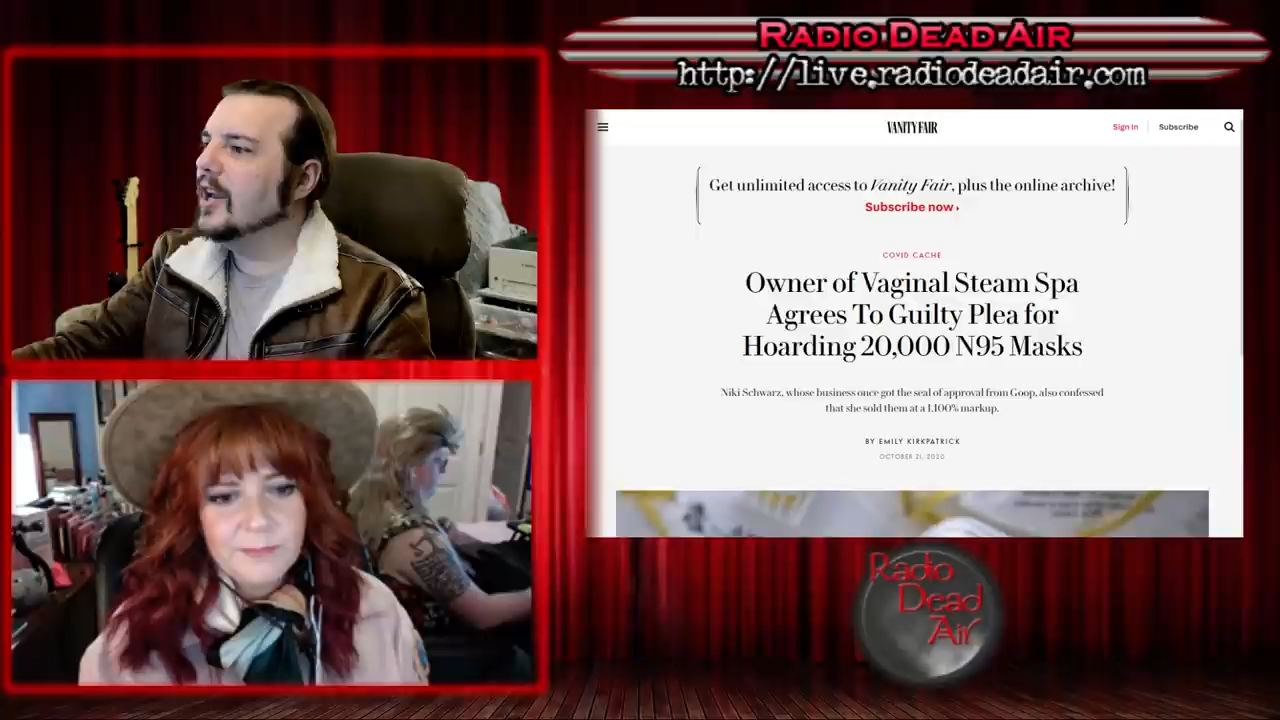 RADIO DEAD AIR
http://live.radiodeadair.com
VANITY FAIR
Sign In
Subscribe
Get unlimited access to Vanity Fair, plus the online archive!
Subscribe now ›
COVID CACHE
Owner of Vaginal Steam Spa
Agrees To Guilty Plea for
Hoarding 20,000 N95 Masks
Niki Schwarz, whose business once got the seal of approval from Goop, also confessed
that she sold them at a 1,100% markup.
BY EMILY KIRKPATRICK
OCTOBER 21, 2020
Radio
Dead
Air